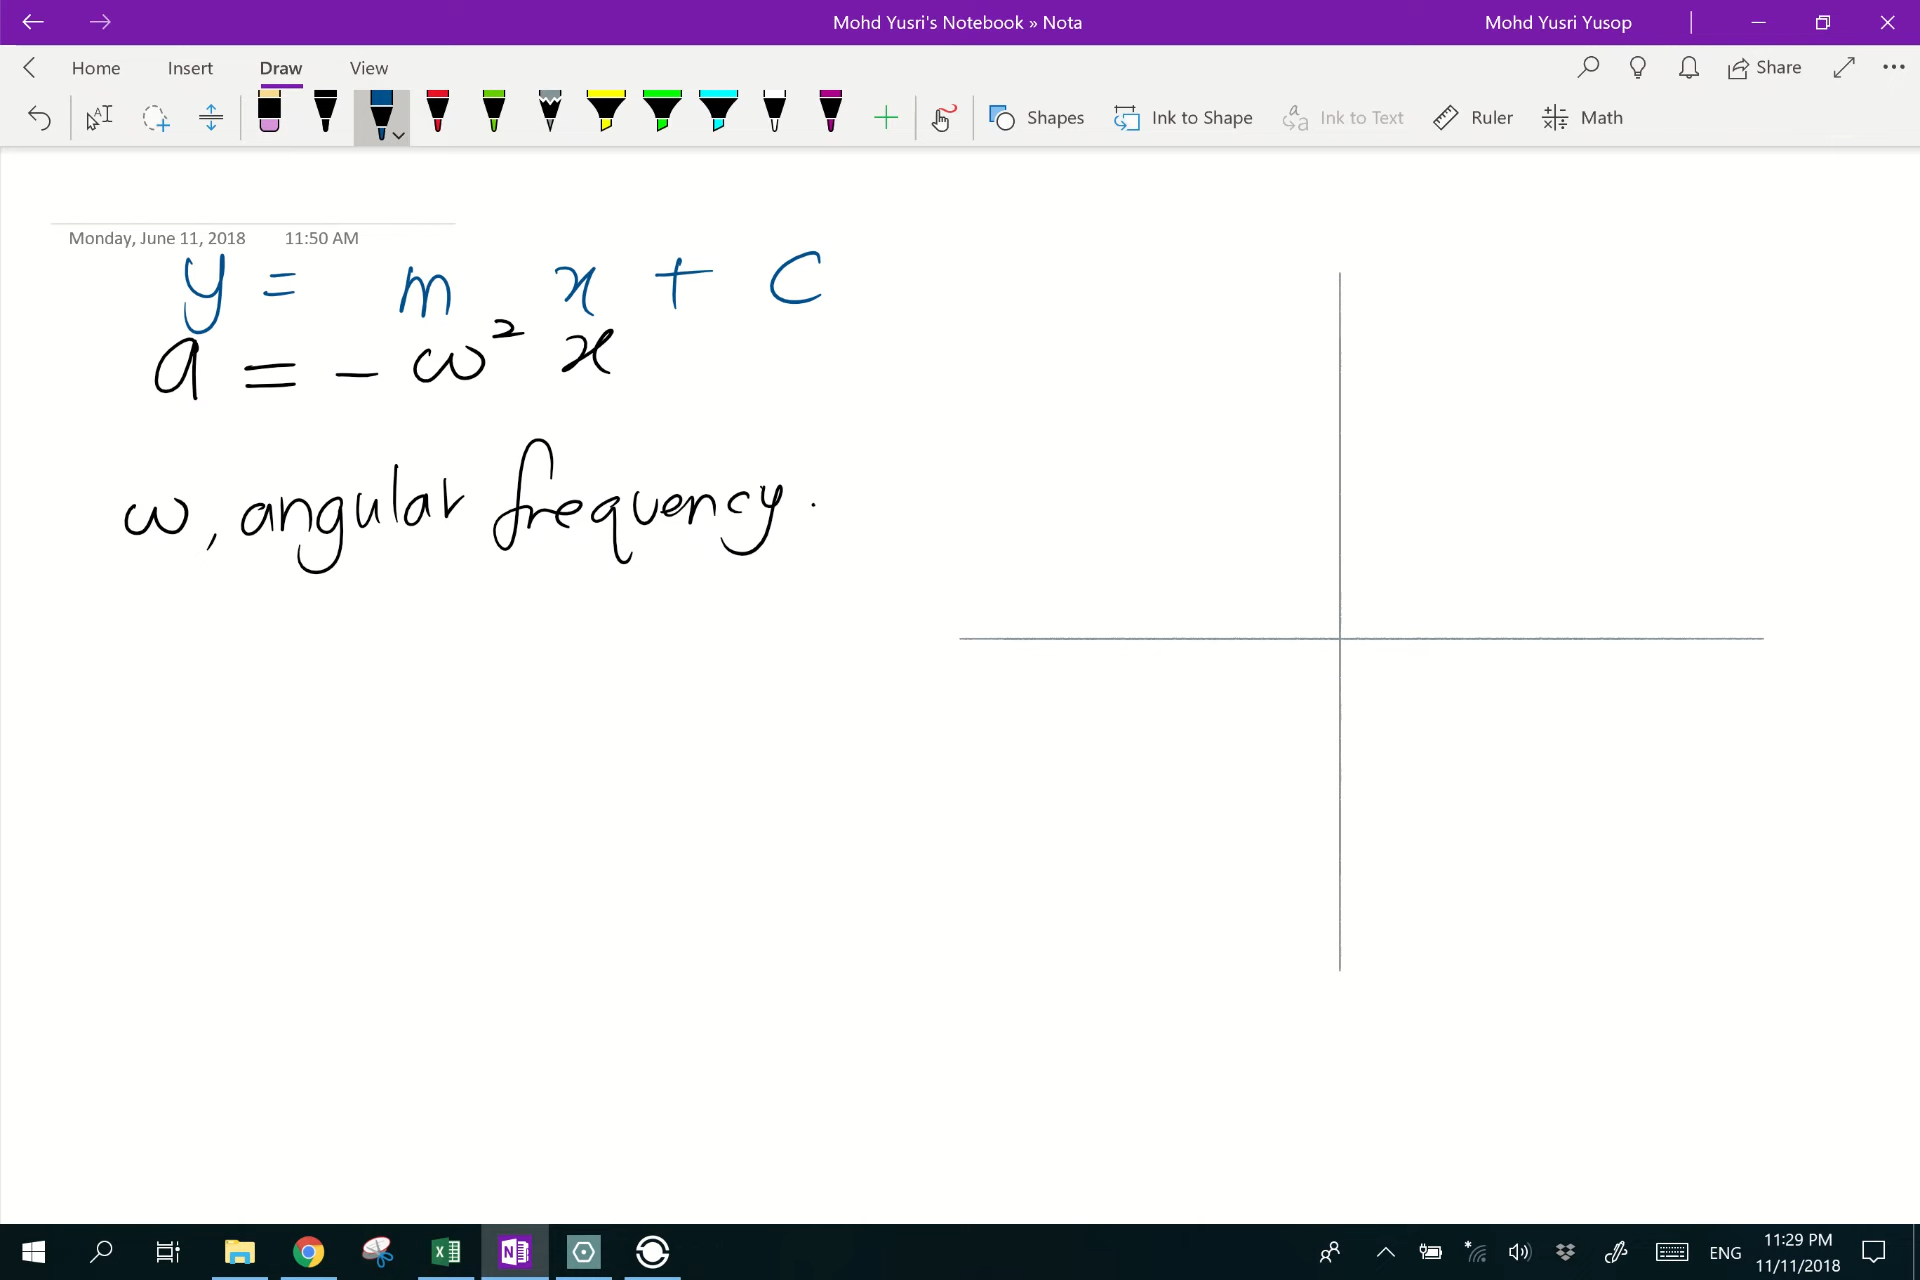 Mohd Yusri's Notebook » Nota
Mohd Yusri Yusop
Home Insert Draw View
Share
Shapes Ink to Shape Ink to Text Ruler Math
Monday, June 11, 2018 11:50 AM
y = m x + C
a = - ω² x
ω, angular frequency.
ENG
11:29 PM
11/11/2018